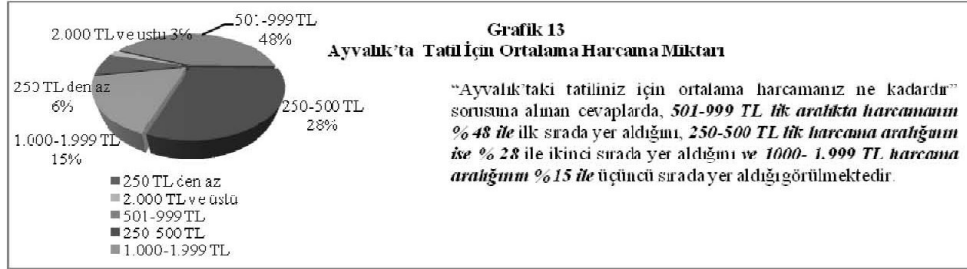 Grafik 13
Ayvalık'ta Tatil İçin Ortalama Harcama Miktarı
501-999 TL
48%
2.000 TL ve üstü 3%
250 TL den az
6%
250-500 TL
28%
1.000-1.999 TL
15%
250 TL den az
2.000 TL ve üstü
501-999 TL
250-500 TL
1.000-1.999 TL
"Ayvalık'taki tatiliniz için ortalama harcamanız ne kadardır"
sorusuna alınan cevaplarda, 501-999 TL lik aralıkta harcamanın
%48 ile ilk sırada yer aldığını, 250-500 TL lik harcama aralığının
ise % 28 ile ikinci sırada yer aldığını ve 1000- 1.999 TL harcama
aralığının %15 ile üçüncü sırada yer aldığı görülmektedir.